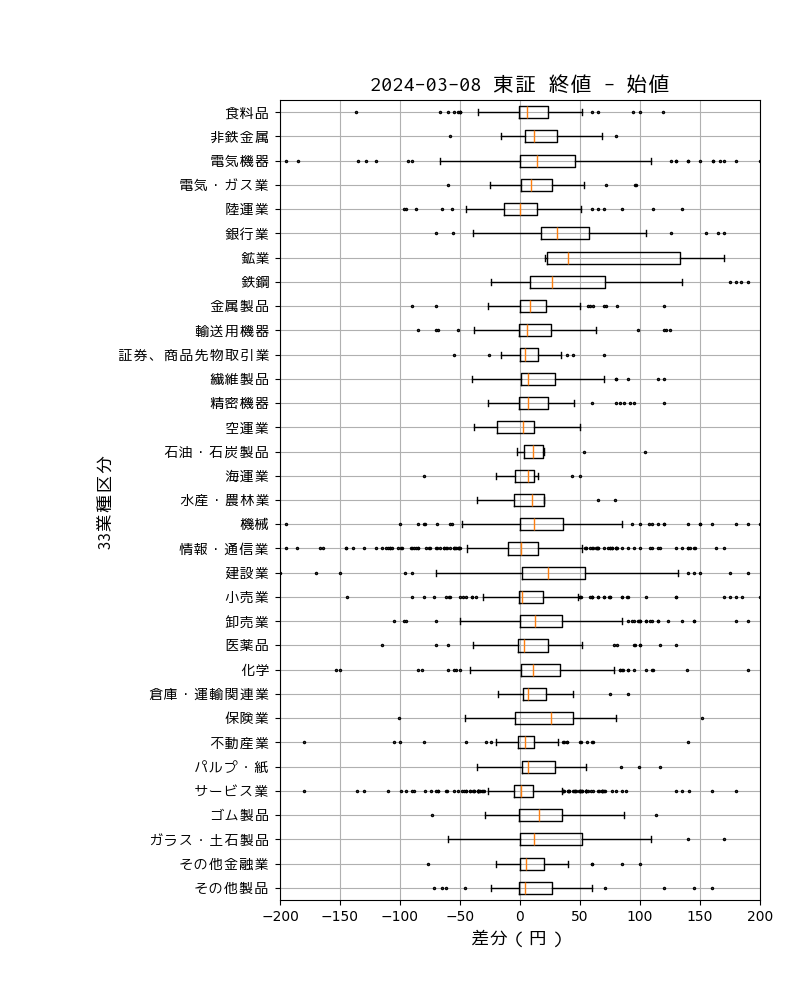 2024-03-08 東証 終値 - 始値
食料品
非鉄金属
電気機器
電気・ガス業
陸運業
銀行業
鉱業
鉄鋼
金属製品
輸送用機器
証券、商品先物取引業
繊維製品
精密機器
空運業
石油・石炭製品
海運業
水産・農林業
機械
情報・通信業
建設業
小売業
卸売業
医薬品
化学
倉庫・運輸関連業
保険業
不動産業
パルプ・紙
サービス業
ゴム製品
ガラス・土石製品
その他金融業
その他製品
33業種区分
−200 −150 −100 −50 0 50 100 150 200
差分（円）